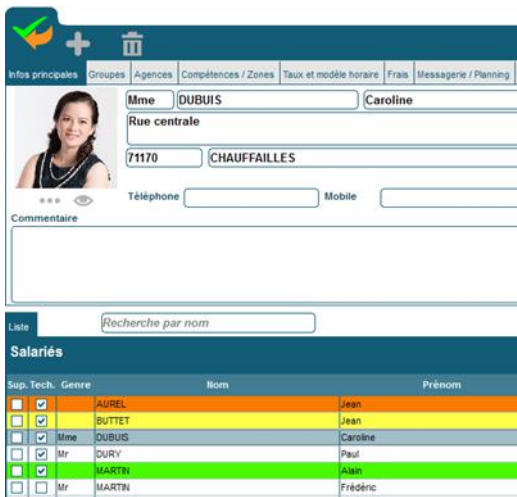 Infos principales Groupes Agences Compétences / Zones Taux et modèle horaire Frais Messagerie / Planning
Mme DUBUIS Caroline
Rue centrale
71170 CHAUFFAILLES
Téléphone Mobile
Commentaire
Liste Recherche par nom
Salariés
Sup. Tech. Genre Nom Prénom
AUREL Jean
BUTTET Jean
Mme DUBUIS Caroline
Mr DURY Paul
MARTIN Alain
Mr MARTIN Frédéric